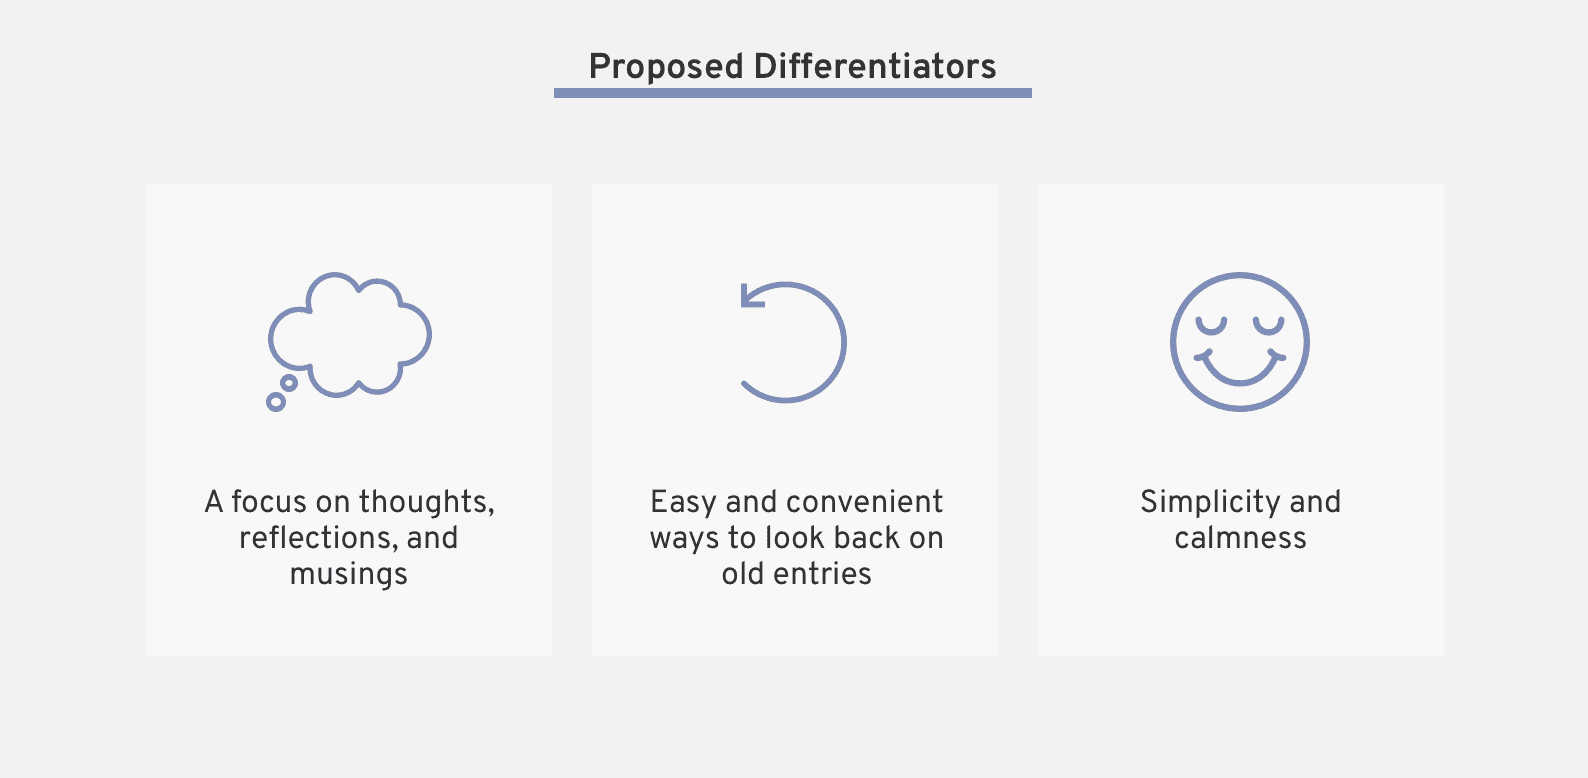 Proposed Differentiators
A focus on thoughts,
reflections, and
musings
Easy and convenient
ways to look back on
old entries
Simplicity and
calmness